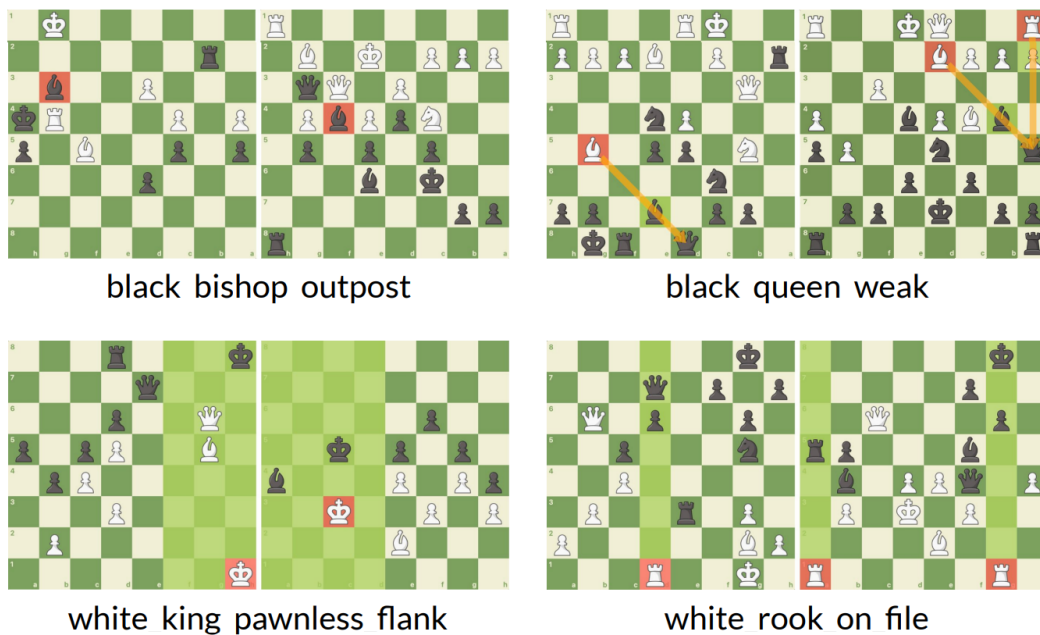 black bishop outpost
black queen weak
white king pawnless flank
white rook on file